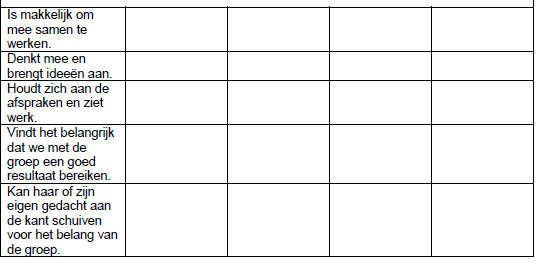 Is makkelijk om
mee samen te
werken.
Denkt mee en
brengt ideeën aan.
Houdt zich aan de
afspraken en ziet
werk.
Vindt het belangrijk
dat we met de
groep een goed
resultaat bereiken.
Kan haar of zijn
eigen gedacht aan
de kant schuiven
voor het belang van
de groep.